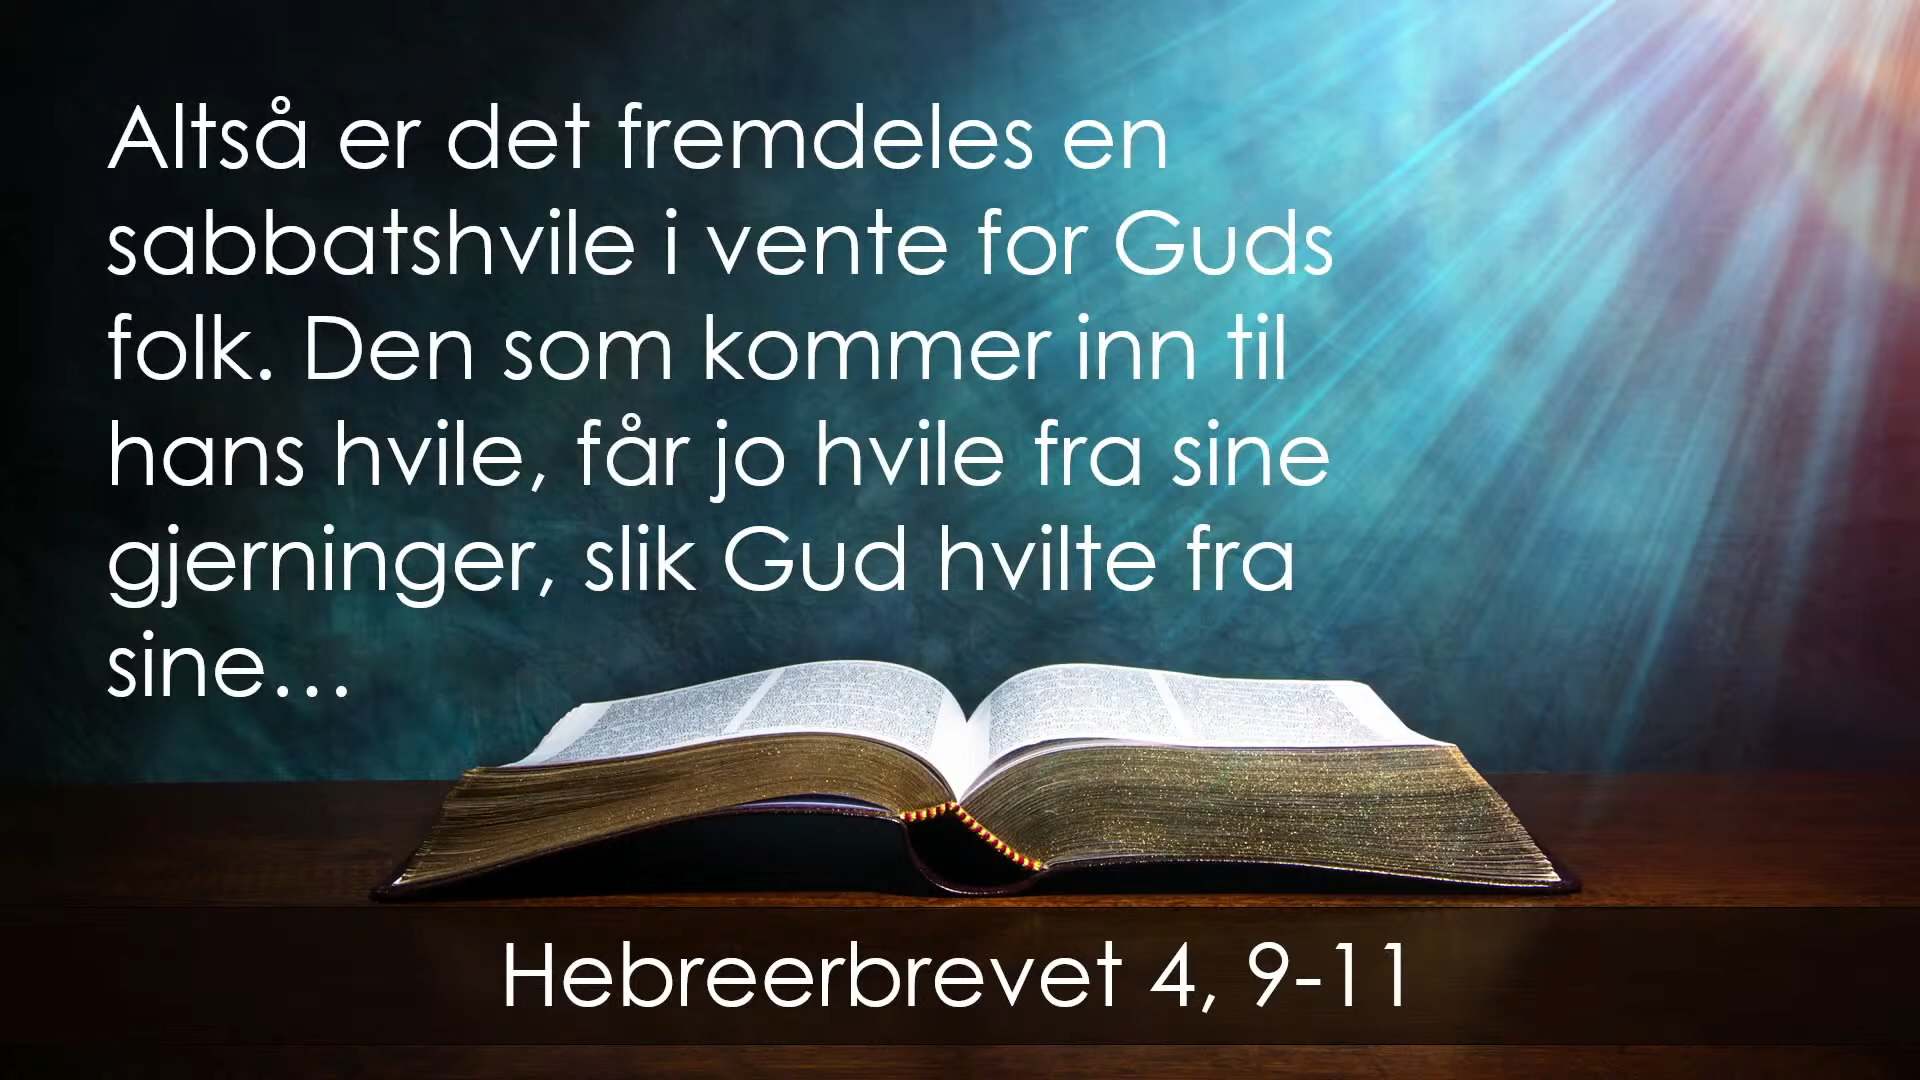 Altså er det fremdeles en
sabbatshvile i vente for Guds
folk. Den som kommer inn til
hans hvile, får jo hvile fra sine
gjerninger, slik Gud hvilte fra
sine…
Hebreerbrevet 4, 9-11